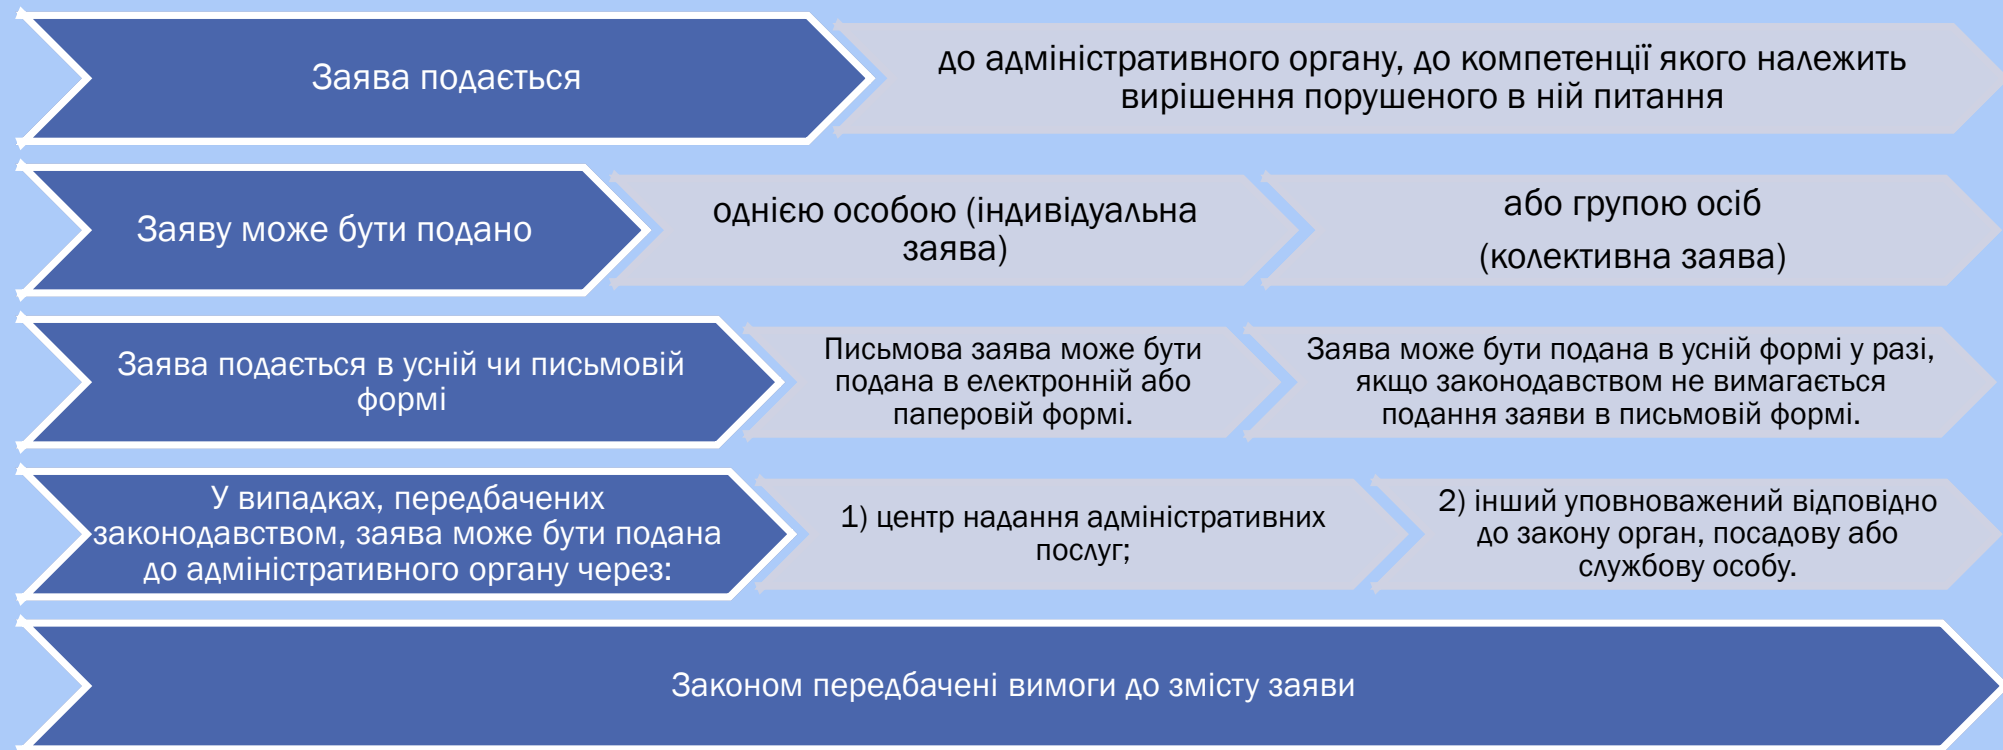 Заява подається
до адміністративного органу, до компетенції якого належить
вирішення порушеного в ній питання
Заяву може бути подано
однією особою (індивідуальна
заява)
або групою осіб
(колективна заява)
Заява подається в усній чи письмовій
формі
Письмова заява може бути
подана в електронній або
паперовій формі.
Заява може бути подана в усній формі у разі,
якщо законодавством не вимагається
подання заяви в письмовій формі.
У випадках, передбачених
законодавством, заява може бути подана
до адміністративного органу через:
1) центр надання адміністративних
послуг;
2) інший уповноважений відповідно
до закону орган, посадову або
службову особу.
Законом передбачені вимоги до змісту заяви